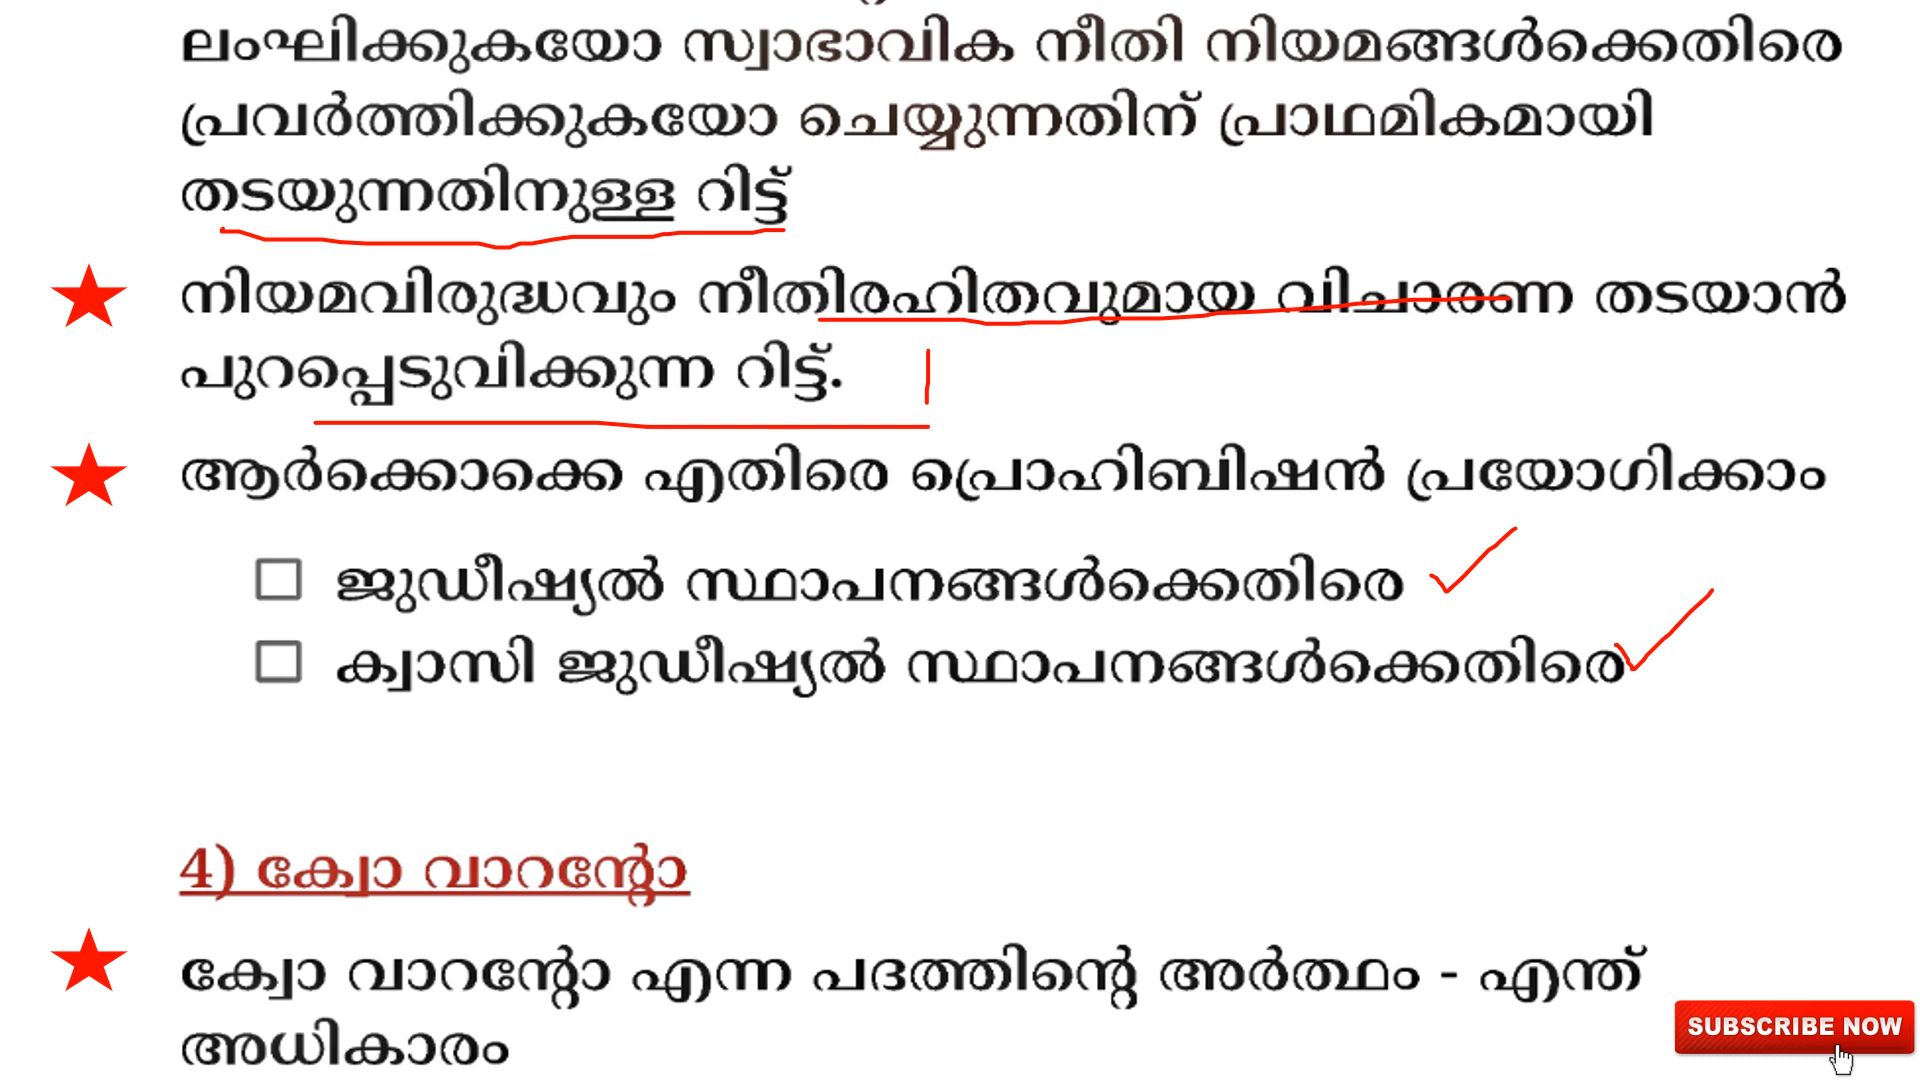 ലംഘിക്കുകയോ സ്വാഭാവിക നീതി നിയമങ്ങൾക്കെതിരെ
പ്രവർത്തിക്കുകയോ ചെയ്യുന്നതിന് പ്രാഥമികമായി
തടയുന്നതിനുള്ള റിട്ട്
നിയമവിരുദ്ധവും നീതിരഹിതവുമായ വിചാരണ തടയാൻ
പുറപ്പെടുവിക്കുന്ന റിട്ട്.
ആർക്കൊക്കെ എതിരെ പ്രൊഹിബിഷൻ പ്രയോഗിക്കാം
ജുഡീഷ്യൽ സ്ഥാപനങ്ങൾക്കെതിരെ
ക്വാസി ജുഡീഷ്യൽ സ്ഥാപനങ്ങൾക്കെതിരെ
4) ക്വോ വാറന്റോ
ക്വോ വാറന്റോ എന്ന പദത്തിന്റെ അർത്ഥം - എന്ത്
അധികാരം
SUBSCRIBE NOW